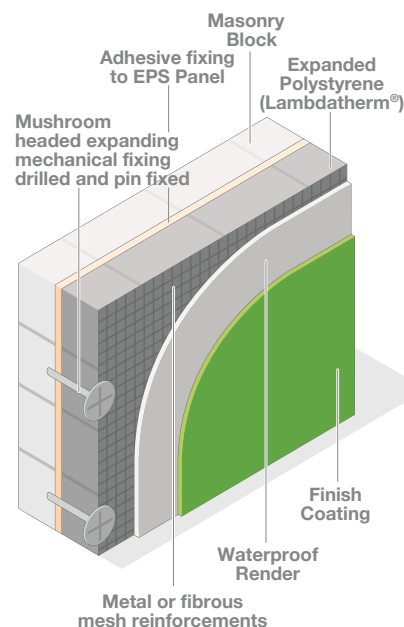 Masonry
Block
Adhesive fixing
to EPS Panel
Expanded
Polystyrene
(Lambdatherm®)
Mushroom
headed expanding
mechanical fixing
drilled and pin fixed
Finish
Coating
Waterproof
Render
Metal or fibrous
mesh reinforcements